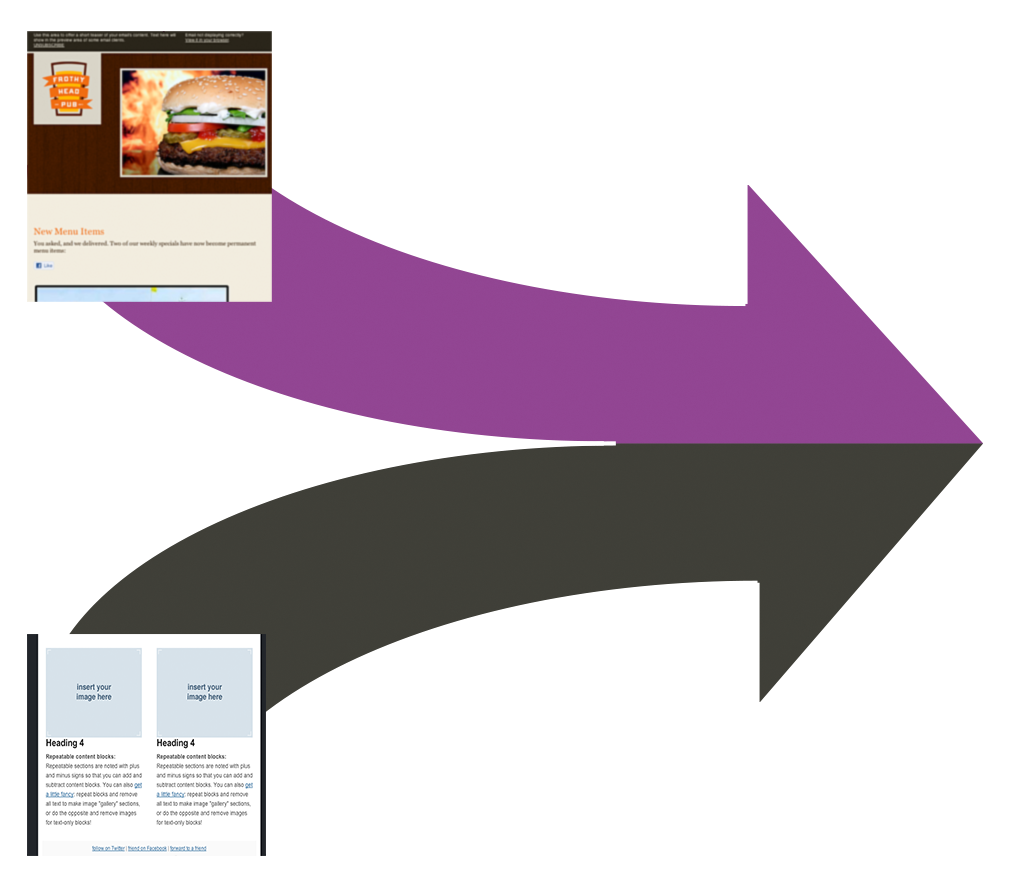 Use this area to offer a short teaser of your email's content. Text here will
show in the preview area of some email clients.
UNSUBSCRIBE
Email not displaying correctly?
View it in your browser
FROTHY
HEAD
PUB
New Menu Items
You asked, and we delivered. Two of our weekly specials have now become permanent
menu items:
Like
insert your
image here
Heading 4
Repeatable content blocks:
Repeatable sections are noted with plus
and minus signs so that you can add and
subtract content blocks. You can also get
a little fancy: repeat blocks and remove
all text to make image "gallery" sections,
or do the opposite and remove images
for text-only blocks!
insert your
image here
Heading 4
Repeatable content blocks:
Repeatable sections are noted with plus
and minus signs so that you can add and
subtract content blocks. You can also get
a little fancy: repeat blocks and remove
all text to make image "gallery" sections,
or do the opposite and remove images
for text-only blocks!
follow on Twitter | friend on Facebook | forward to a friend